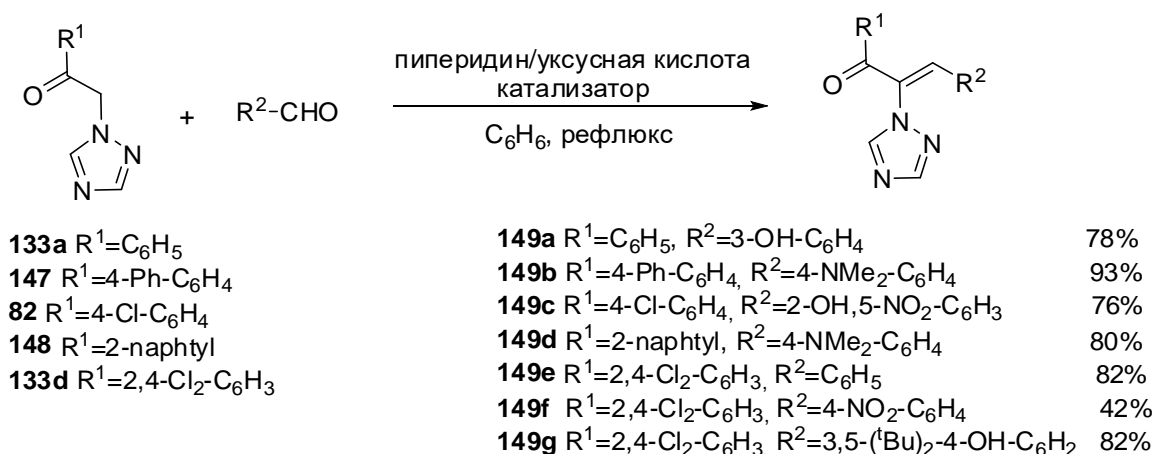 R¹
O
N
N
N
+
R²-CHO
пиперидин/уксусная кислота
катализатор
C₆H₆, рефлюкс
R¹
O
R²
N
N
N
133a R¹=C₆H₅
147 R¹=4-Ph-C₆H₄
82 R¹=4-Cl-C₆H₄
148 R¹=2-naphtyl
133d R¹=2,4-Cl₂-C₆H₃
149a R¹=C₆H₅, R²=3-OH-C₆H₄ 78%
149b R¹=4-Ph-C₆H₄, R²=4-NMe₂-C₆H₄ 93%
149c R¹=4-Cl-C₆H₄, R²=2-OH,5-NO₂-C₆H₃ 76%
149d R¹=2-naphtyl, R²=4-NMe₂-C₆H₄ 80%
149e R¹=2,4-Cl₂-C₆H₃, R²=C₆H₅ 82%
149f R¹=2,4-Cl₂-C₆H₃, R²=4-NO₂-C₆H₄ 42%
149g R¹=2,4-Cl₂-C₆H₃, R²=3,5-(ᵗBu)₂-4-OH-C₆H₂ 82%